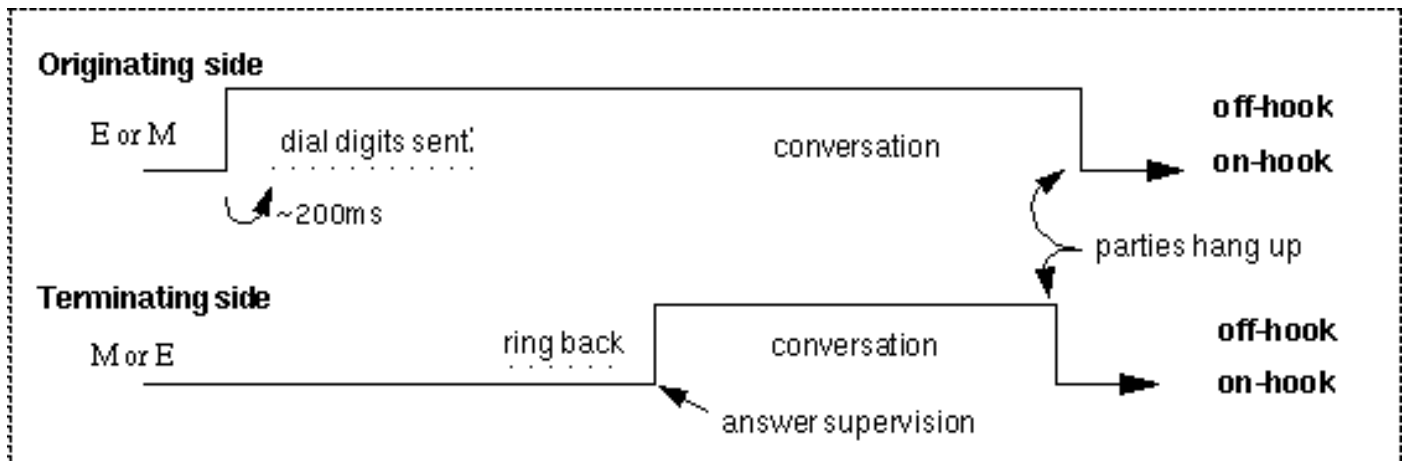 Originating side
E or M
dial digits sent
conversation
off-hook
on-hook
~200ms
parties hang up
Terminating side
M or E
ring back
conversation
off-hook
on-hook
answer supervision